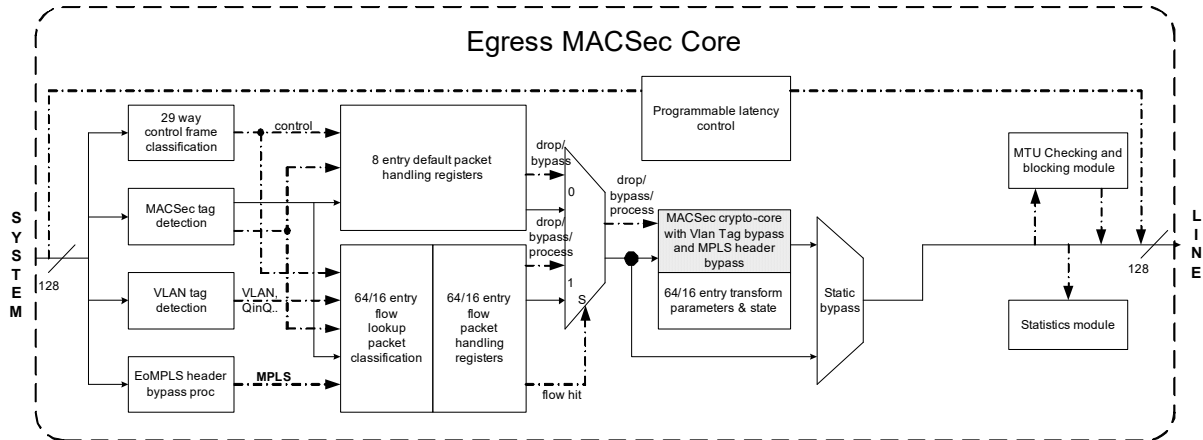 Egress MACSec Core
SYSTEM
128
29 way
control frame
classification
control
MACSec tag
detection
VLAN tag
detection
VLAN,
QinQ..
EoMPLS header
bypass proc
MPLS
8 entry default packet
handling registers
64/16 entry
flow
lookup
packet
classification
64/16 entry
flow
packet
handling
registers
drop/
bypass
0
drop/
bypass/
process
1
S
flow hit
drop/
bypass/
process
Programmable latency
control
MACSec crypto-core
with Vlan Tag bypass
and MPLS header
bypass
64/16 entry transform
parameters & state
Static
bypass
MTU Checking and
blocking module
Statistics module
128
LINE